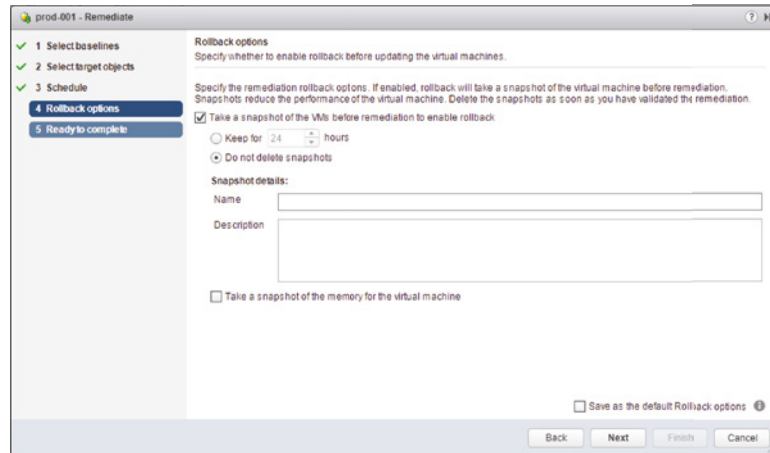 prod-001 - Remediate
1 Select baselines
2 Select target objects
3 Schedule
4 Rollback options
5 Ready to complete
Rollback options
Specify whether to enable rollback before updating the virtual machines.
Specify the remediation rollback options. If enabled, rollback will take a snapshot of the virtual machine before remediation.
Snapshots reduce the performance of the virtual machine. Delete the snapshots as soon as you have validated the remediation.
Take a snapshot of the VMs before remediation to enable rollback
Keep for 24 hours
Do not delete snapshots
Snapshot details:
Name
Description
Take a snapshot of the memory for the virtual machine
Save as the default Rollback options
Back Next Finish Cancel